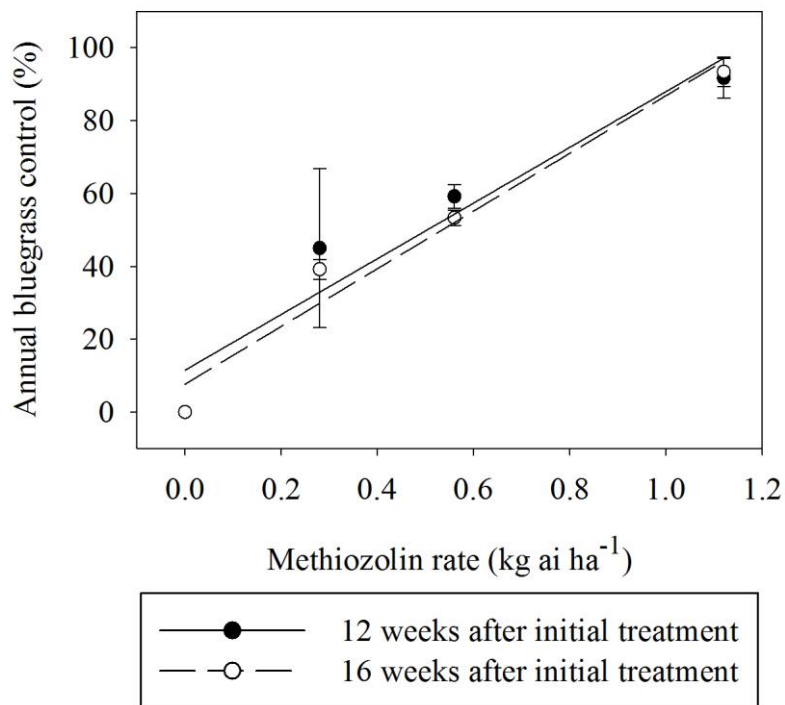 Annual bluegrass control (%)
100
80
60
40
20
0
0.0 0.2 0.4 0.6 0.8 1.0 1.2
Methiozolin rate (kg ai ha⁻¹)
12 weeks after initial treatment
16 weeks after initial treatment